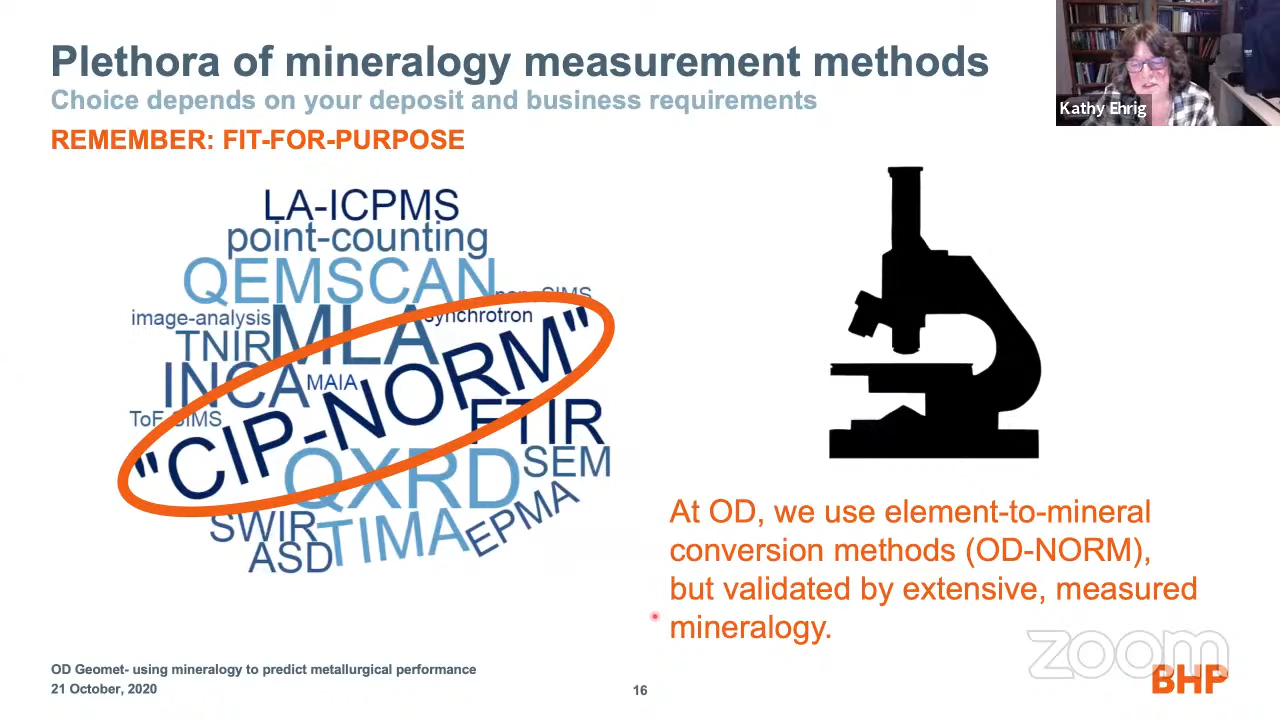 Plethora of mineralogy measurement methods
Choice depends on your deposit and business requirements
REMEMBER: FIT-FOR-PURPOSE
Kathy Ehrig
LA-ICPMS
point-counting
QEMSCAN
image-analysis
MLA
synchrotron
TNIR
INCA
MAIA
"CIP-NORM"
ToF-SIMS
FTIR
QXRD
SEM
SWIR
TIMA
EPMA
ASD
At OD, we use element-to-mineral
conversion methods (OD-NORM),
but validated by extensive, measured
mineralogy.
zoom
OD Geomet- using mineralogy to predict metallurgical performance
21 October, 2020
16
BHP